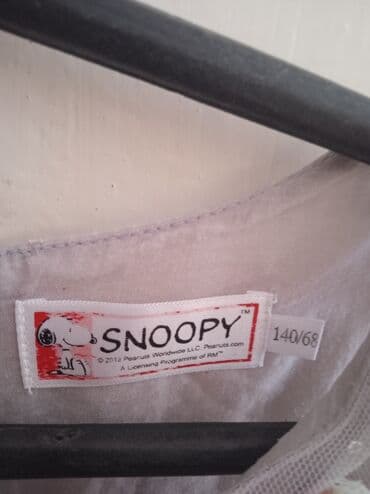 SNOOPY™
© 2012 Peanuts Worldwide LLC. Peanuts.com
A Licensing Programme of RM™
140/68